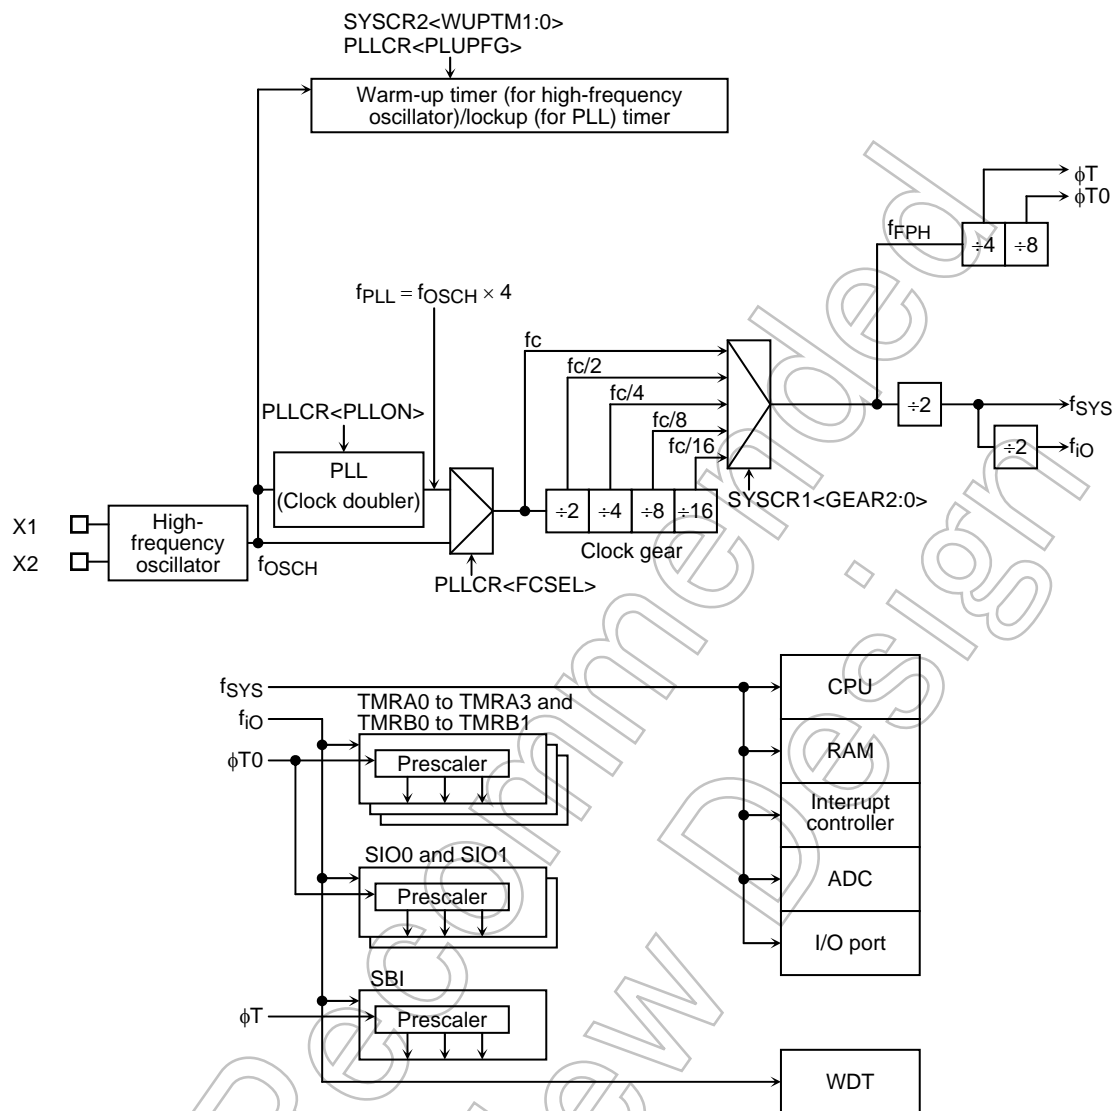 SYSCR2<WUPTM1:0>
PLLCR<PLUPFG>
Warm-up timer (for high-frequency
oscillator)/lockup (for PLL) timer
ϕT
ϕT0
fFPH
÷4
÷8
fPLL = fOSCH × 4
fc
fc/2
fc/4
fc/8
fc/16
PLLCR<PLLON>
÷2
fSYS
÷2
fiO
PLL
(Clock doubler)
SYSCR1<GEAR2:0>
÷2
÷4
÷8
÷16
Clock gear
X1
X2
High-
frequency
oscillator
fOSCH
PLLCR<FCSEL>
fSYS
fiO
ϕT0
TMRA0 to TMRA3 and
TMRB0 to TMRB1
Prescaler
SIO0 and SIO1
Prescaler
SBI
ϕT
Prescaler
CPU
RAM
Interrupt
controller
ADC
I/O port
WDT
Recommended
New Design